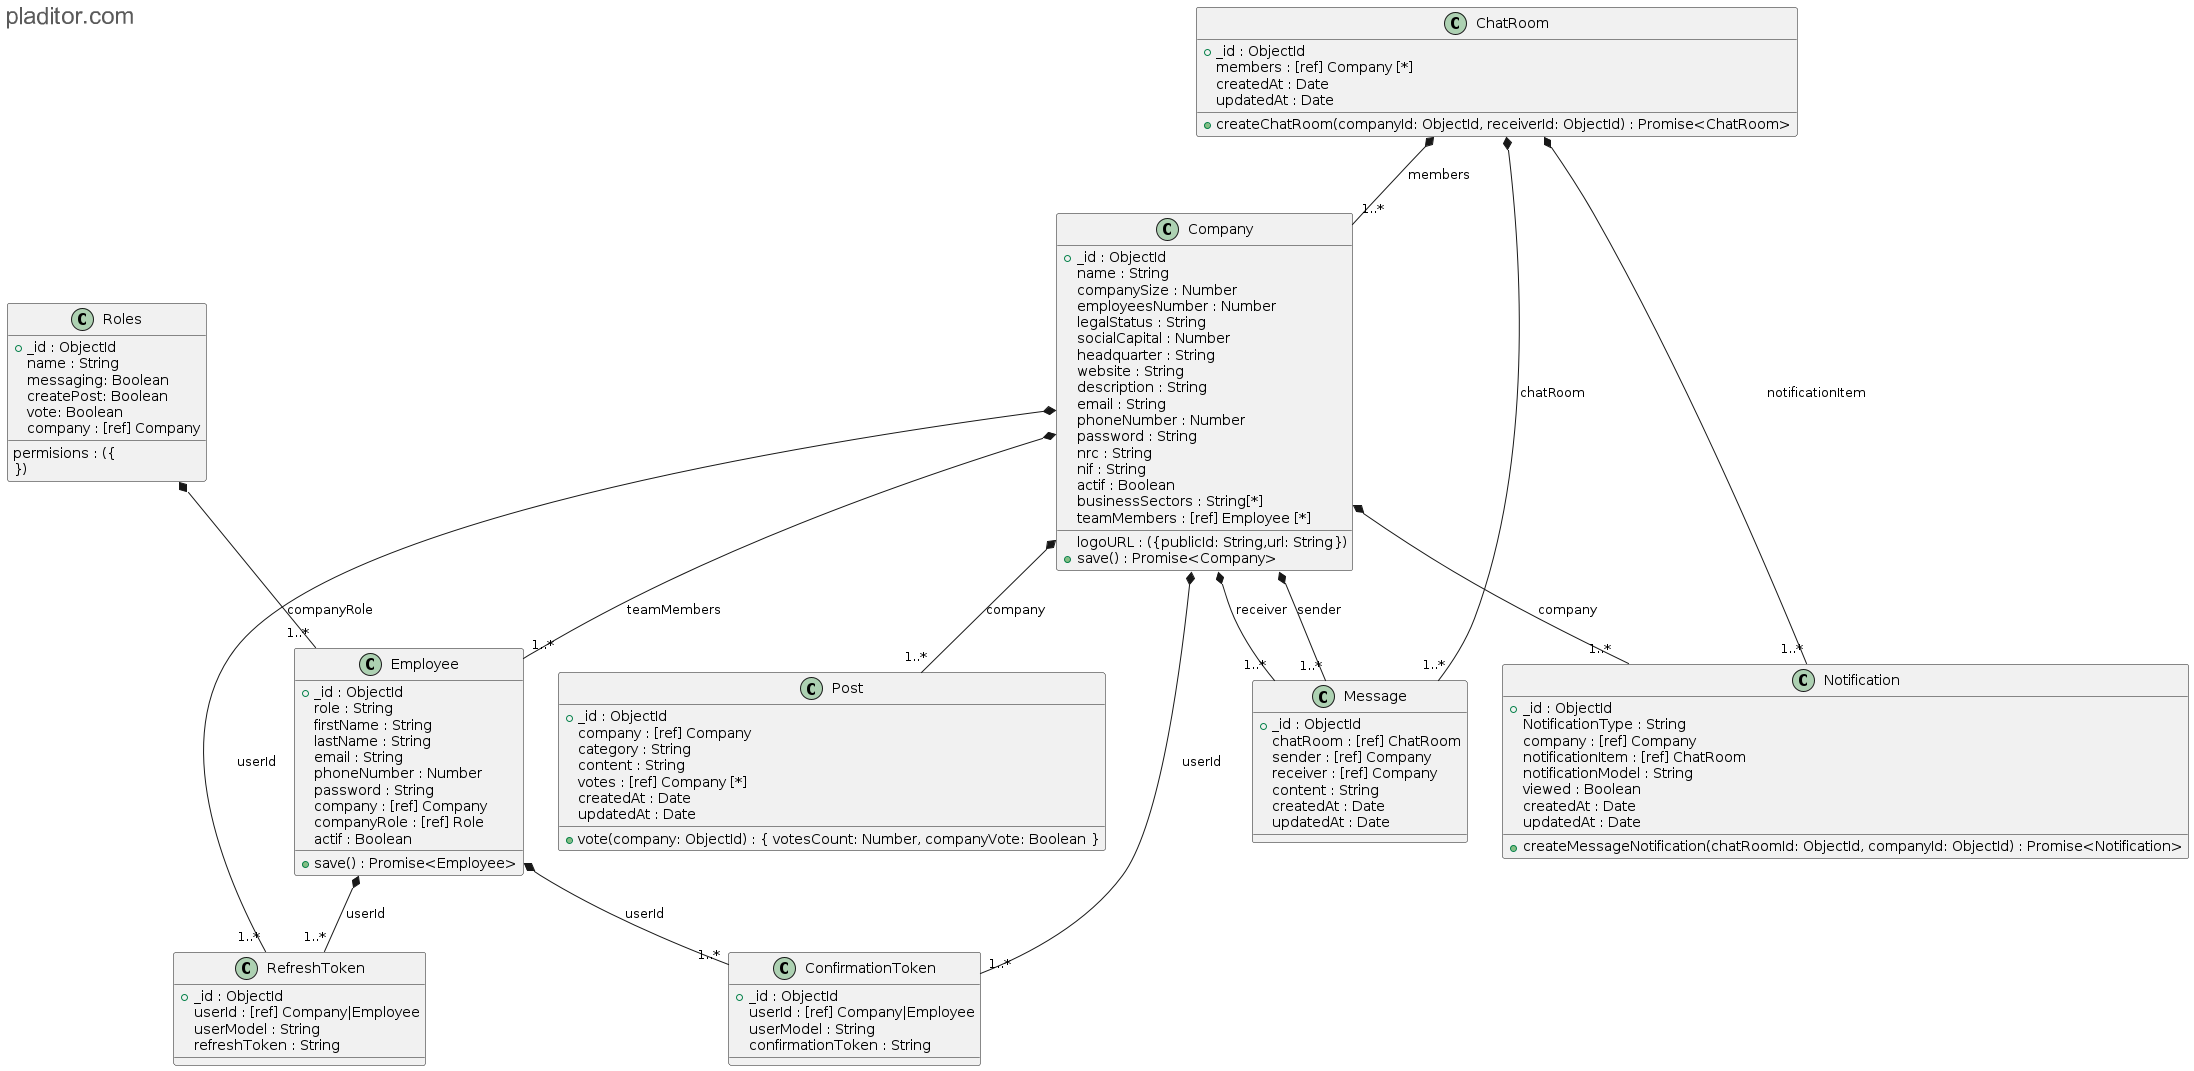 pladitor.com
ChatRoom
_id : ObjectId
members : [ref] Company [*]
createdAt : Date
updatedAt : Date
createChatRoom(companyId: ObjectId, receiverId: ObjectId) : Promise<ChatRoom>
members
1..*
Company
_id : ObjectId
name : String
companySize : Number
employeesNumber : Number
legalStatus : String
socialCapital : Number
headquarter : String
website : String
description : String
email : String
phoneNumber : Number
password : String
nrc : String
nif : String
actif : Boolean
businessSectors : String[*]
teamMembers : [ref] Employee [*]
logoURL : ({publicId: String,url: String})
save() : Promise<Company>
Roles
_id : ObjectId
name : String
messaging: Boolean
createPost: Boolean
vote: Boolean
company : [ref] Company
permisions : ({
})
chatRoom
notificationItem
companyRole
teamMembers
company
receiver
sender
company
1..*
1..*
1..*
1..*
1..*
1..*
1..*
1..*
Employee
_id : ObjectId
role : String
firstName : String
lastName : String
email : String
phoneNumber : Number
password : String
company : [ref] Company
companyRole : [ref] Role
actif : Boolean
save() : Promise<Employee>
Post
_id : ObjectId
company : [ref] Company
category : String
content : String
votes : [ref] Company [*]
createdAt : Date
updatedAt : Date
vote(company: ObjectId) : { votesCount: Number, companyVote: Boolean }
Message
_id : ObjectId
chatRoom : [ref] ChatRoom
sender : [ref] Company
receiver : [ref] Company
content : String
createdAt : Date
updatedAt : Date
Notification
_id : ObjectId
NotificationType : String
company : [ref] Company
notificationItem : [ref] ChatRoom
notificationModel : String
viewed : Boolean
createdAt : Date
updatedAt : Date
createMessageNotification(chatRoomId: ObjectId, companyId: ObjectId) : Promise<Notification>
userId
userId
userId
userId
1..*
1..*
1..*
1..*
RefreshToken
_id : ObjectId
userId : [ref] Company|Employee
userModel : String
refreshToken : String
ConfirmationToken
_id : ObjectId
userId : [ref] Company|Employee
userModel : String
confirmationToken : String